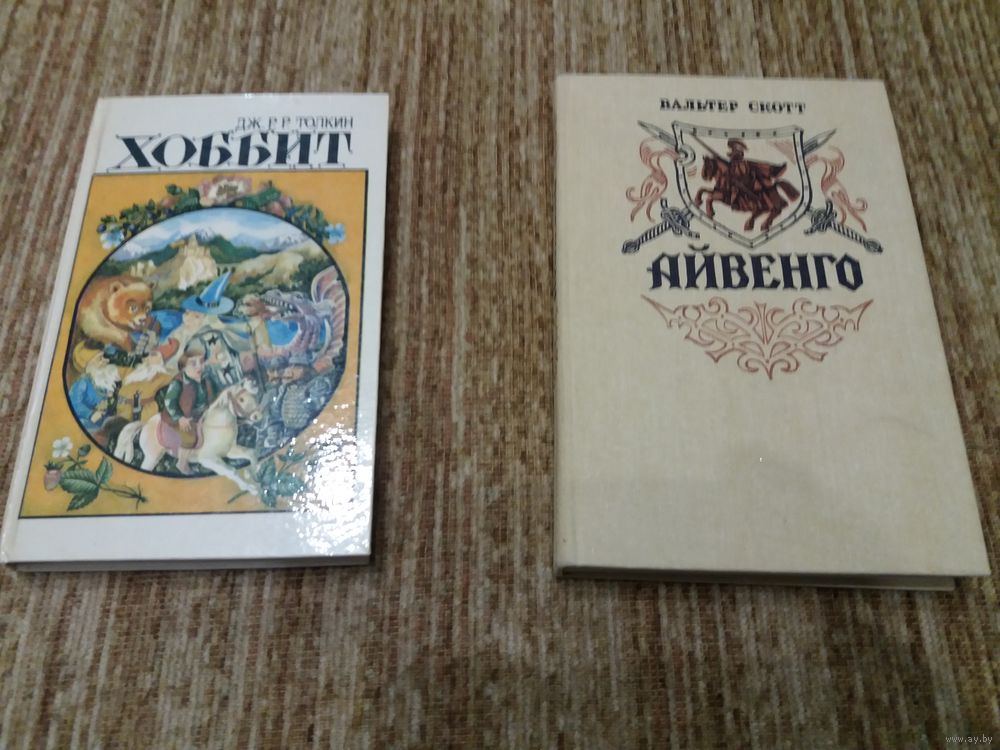 ДЖ Р Р ТОЛКИН
ХОББИТ
ВАЛЬТЕР СКОТТ
АЙВЕНГО
www.ay.by